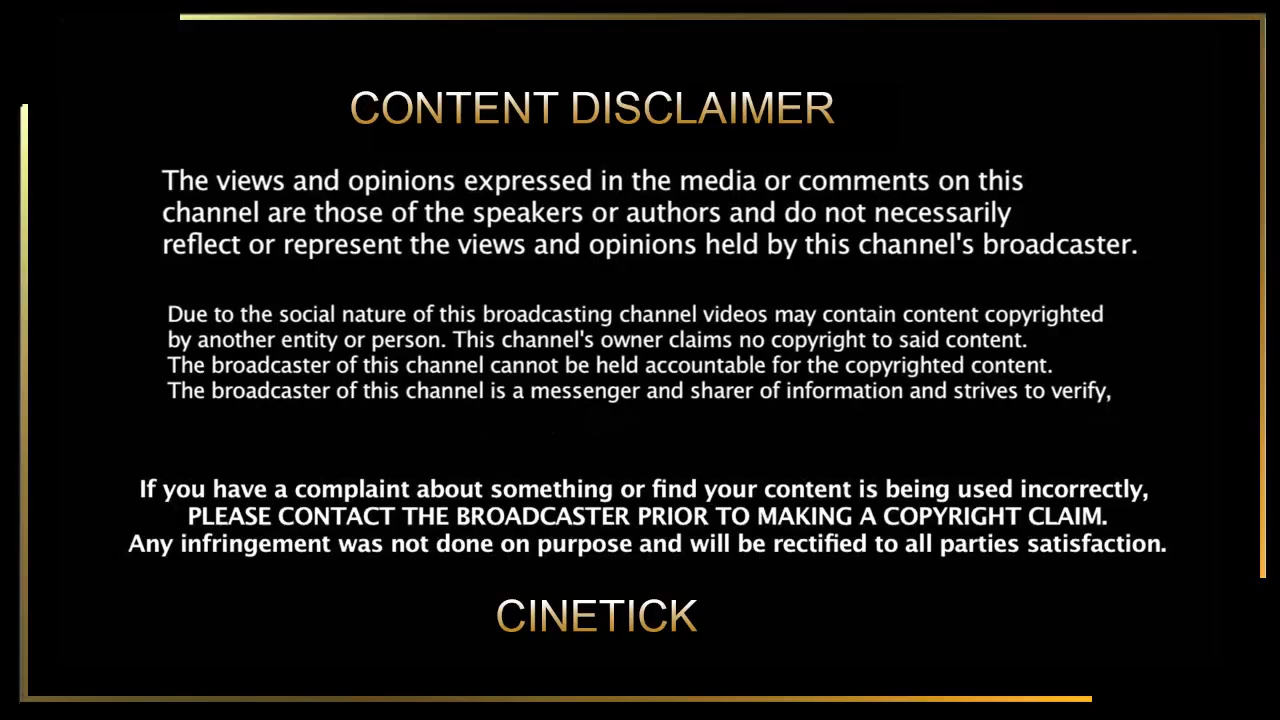 CONTENT DISCLAIMER
The views and opinions expressed in the media or comments on this
channel are those of the speakers or authors and do not necessarily
reflect or represent the views and opinions held by this channel's broadcaster.
Due to the social nature of this broadcasting channel videos may contain content copyrighted
by another entity or person. This channel's owner claims no copyright to said content.
The broadcaster of this channel cannot be held accountable for the copyrighted content.
The broadcaster of this channel is a messenger and sharer of information and strives to verify,
If you have a complaint about something or find your content is being used incorrectly,
PLEASE CONTACT THE BROADCASTER PRIOR TO MAKING A COPYRIGHT CLAIM.
Any infringement was not done on purpose and will be rectified to all parties satisfaction.
CINETICK